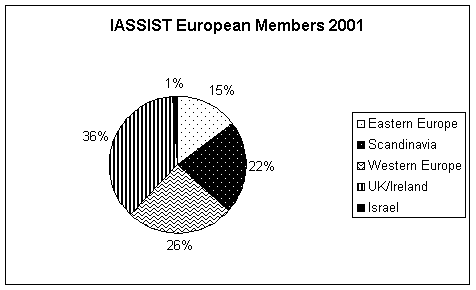 IASSIST European Members 2001
1%
15%
36%
22%
26%
Eastern Europe
Scandinavia
Western Europe
UK/Ireland
Israel